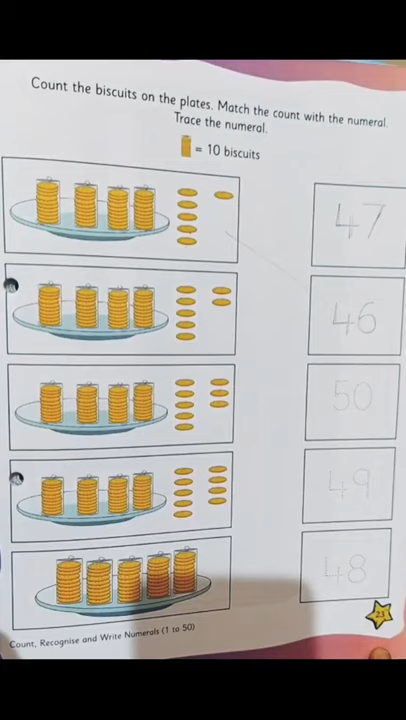 Count the biscuits on the plates. Match the count with the numeral.
Trace the numeral.
= 10 biscuits
47
46
50
49
48
Count, Recognise and Write Numerals (1 to 50)
23